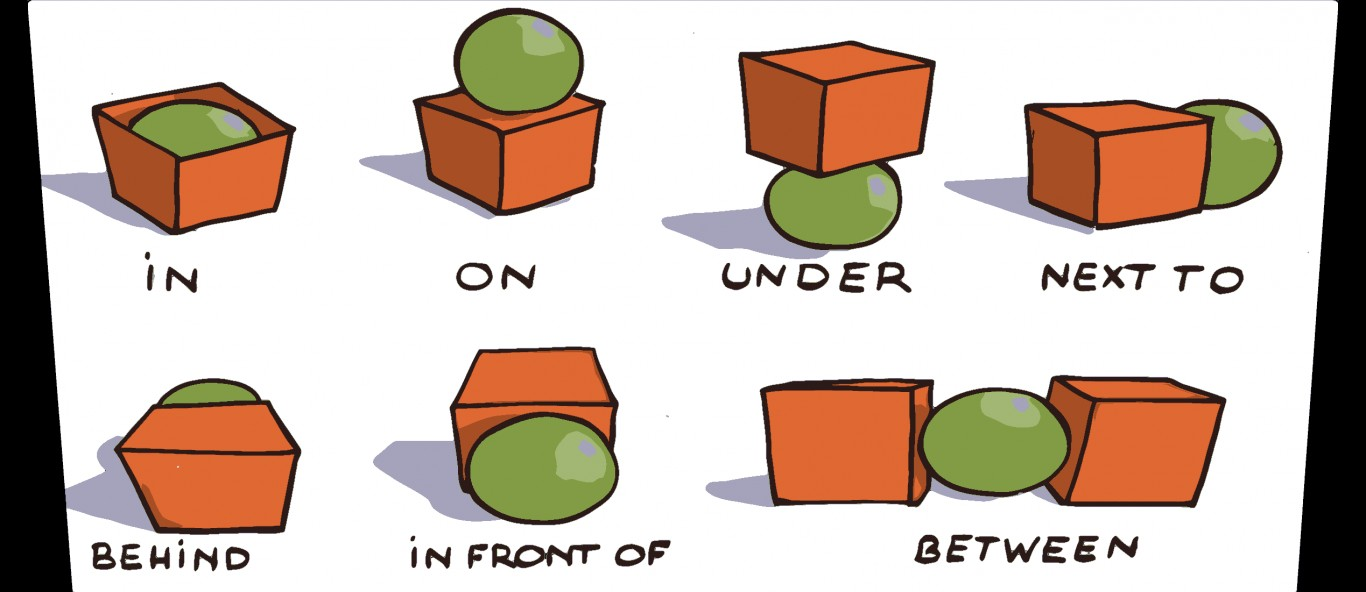 iN
ON
UNDER
NEXT TO
BEHiND
iN FRONT OF
BETWEEN